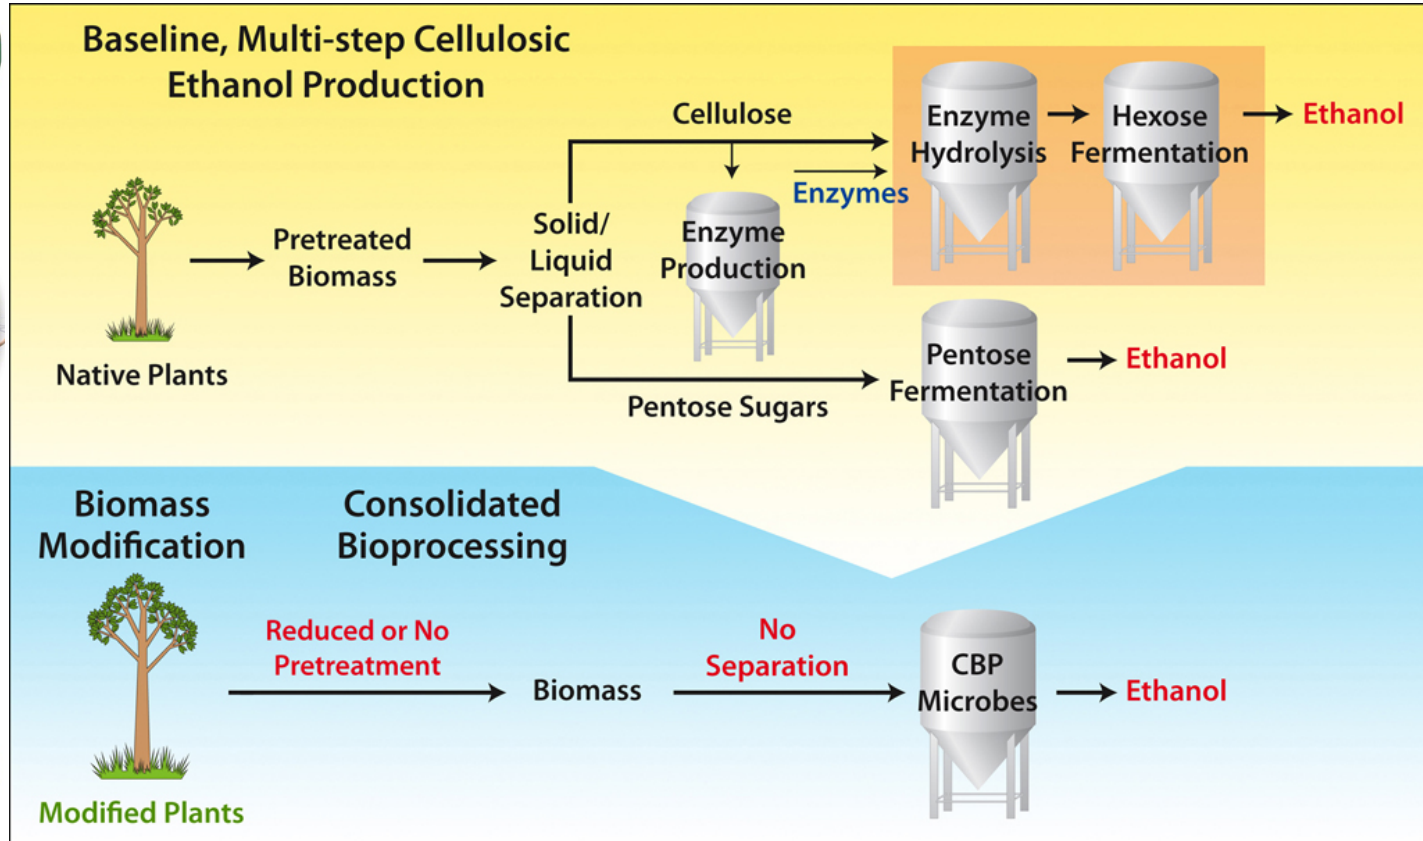 Baseline, Multi-step Cellulosic
Ethanol Production
Native Plants
Pretreated
Biomass
Solid/
Liquid
Separation
Cellulose
Enzyme
Production
Enzymes
Enzyme
Hydrolysis
Hexose
Fermentation
Ethanol
Pentose Sugars
Pentose
Fermentation
Ethanol
Biomass
Modification
Consolidated
Bioprocessing
Modified Plants
Reduced or No
Pretreatment
Biomass
No
Separation
CBP
Microbes
Ethanol